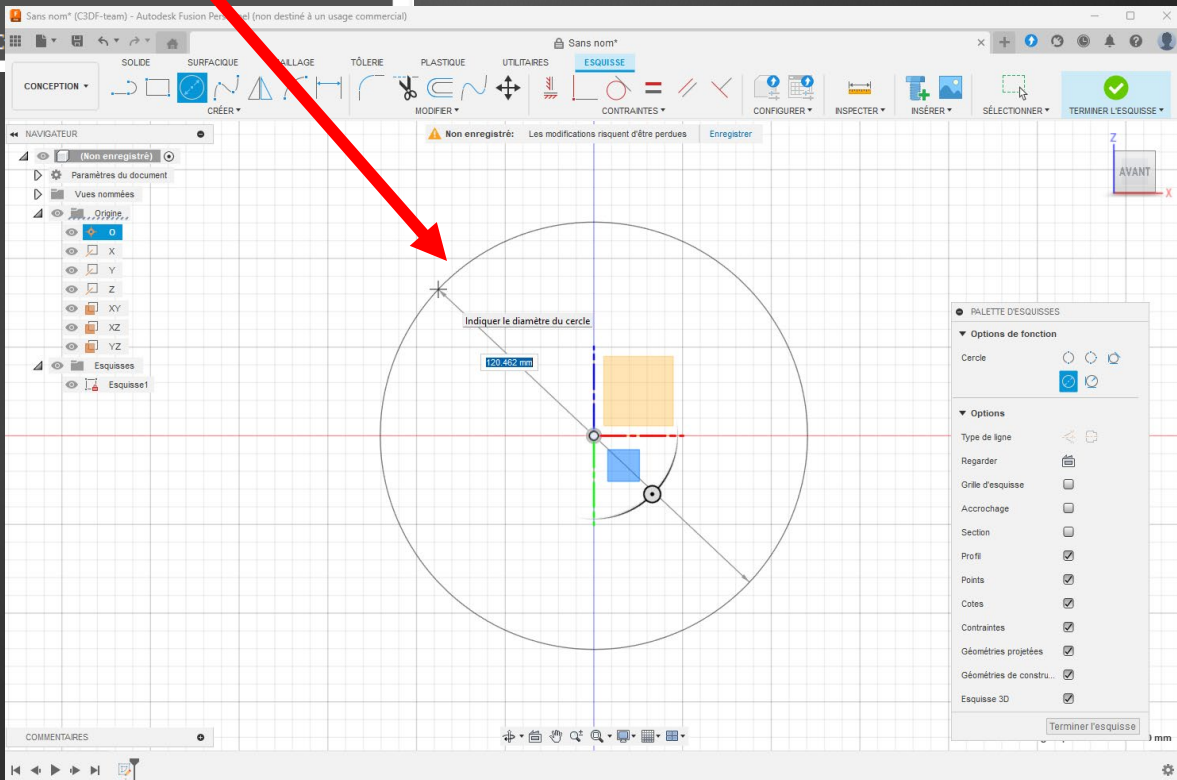 Sans nom* (C3DF-team) - Autodesk Fusion Personnel (non destiné à un usage commercial)
Sans nom*
SOLIDE SURFACIQUE MAILLAGE TÔLERIE PLASTIQUE UTILITAIRES ESQUISSE
CONCEPTION
CRÉER MODIFIER CONTRAINTES CONFIGURER INSPECTER INSÉRER SÉLECTIONNER TERMINER L'ESQUISSE
NAVIGATEUR
Non enregistré: Les modifications risquent d'être perdues Enregistrer
(Non enregistré)
Paramètres du document
Vues nommées
Origine
O
X
Y
Z
XY
XZ
YZ
Esquisses
Esquisse1
Z
AVANT
X
Indiquer le diamètre du cercle
120.462 mm
PALETTE D'ESQUISSES
Options de fonction
Cercle
Options
Type de ligne
Regarder
Grille d'esquisse
Accrochage
Section
Profil
Points
Cotes
Contraintes
Géométries projetées
Géométries de constru...
Esquisse 3D
Terminer l'esquisse
mm
COMMENTAIRES